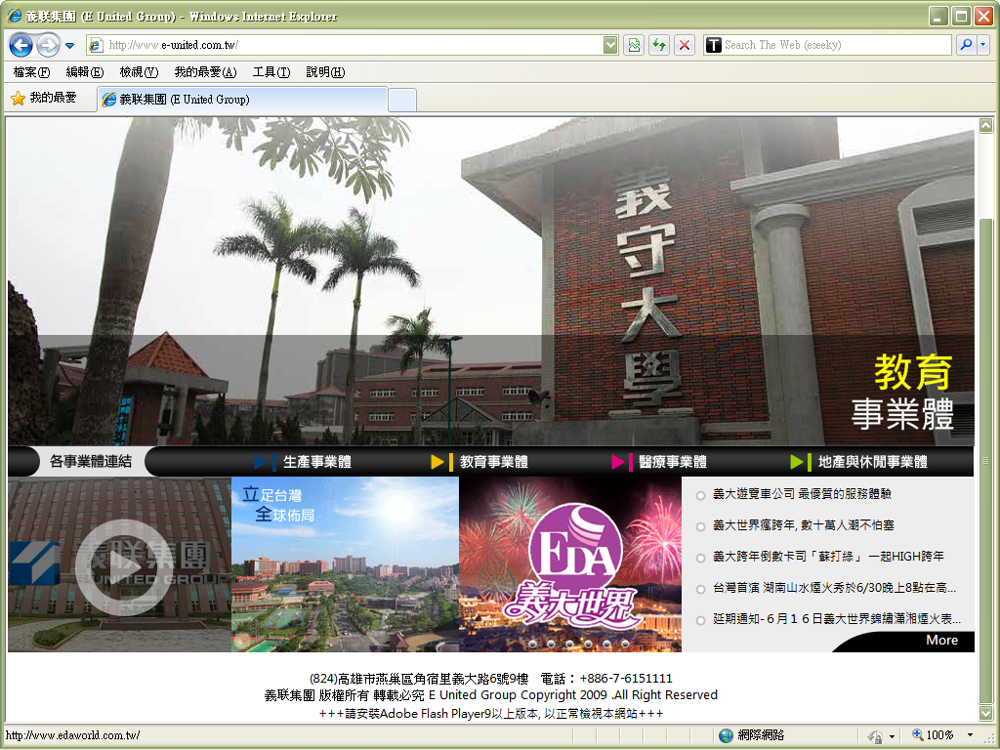 義联集團 (E United Group) - Windows Internet Explorer
http://www.e-united.com.tw/
Search The Web (eseeky)
檔案(F) 編輯(E) 檢視(V) 我的最愛(A) 工具(T) 說明(H)
我的最愛 義联集團 (E United Group)
義守大學
教育
事業體
各事業體連結 生產事業體 教育事業體 醫療事業體 地產與休閒事業體
義联集團
UNITED GROUP
立足台灣
全球佈局
EDA
義大世界
義大遊覽車公司 最優質的服務體驗
義大世界瘋跨年, 數十萬人潮不怕塞
義大跨年倒數卡司「蘇打綠」 一起HIGH跨年
台灣首演 湖南山水煙火秀於6/30晚上8點在高...
延期通知-６月１６日義大世界錦繡瀟湘煙火表...
More
(824)高雄市燕巢區角宿里義大路6號9樓 電話：+886-7-6151111
義联集團 版權所有 轉載必究 E United Group Copyright 2009 .All Right Reserved
+++請安裝Adobe Flash Player9以上版本, 以正常檢視本網站+++
http://www.edaworld.com.tw/ 網際網路 100%